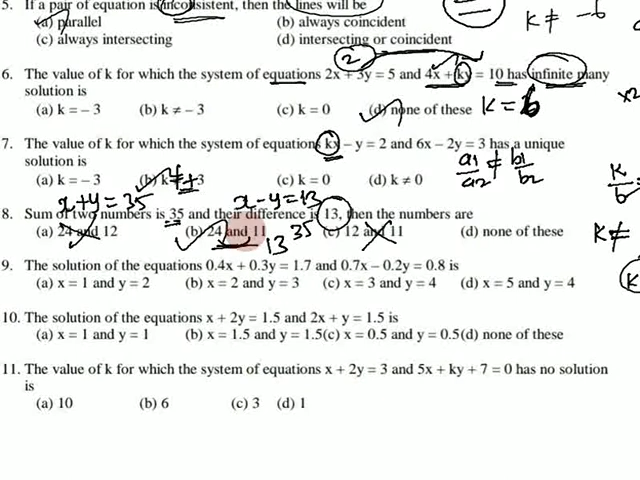 5. If a pair of equation is inconsistent, then the lines will be
k ≠ -6
(a) parallel (b) always coincident
(c) always intersecting (d) intersecting or coincident
2
6. The value of k for which the system of equations 2x + 3y = 5 and 4x + ky = 10 has infinite many
solution is
(a) k = – 3 (b) k ≠ – 3 (c) k = 0 (d) none of these k = 6
7. The value of k for which the system of equations kx – y = 2 and 6x – 2y = 3 has a unique
solution is a1/a2 ≠ b1/b2
(a) k = – 3 (b) k ≠ ± 3 (c) k = 0 (d) k ≠ 0
x + y = 35 x - y = 13
8. Sum of two numbers is 35 and their difference is 13, then the numbers are
(a) 24 and 12 (b) 24 and 11 (c) 12 and 11 (d) none of these k ≠
13 35
9. The solution of the equations 0.4x + 0.3y = 1.7 and 0.7x – 0.2y = 0.8 is
(a) x = 1 and y = 2 (b) x = 2 and y = 3 (c) x = 3 and y = 4 (d) x = 5 and y = 4
10. The solution of the equations x + 2y = 1.5 and 2x + y = 1.5 is
(a) x = 1 and y = 1 (b) x = 1.5 and y = 1.5(c) x = 0.5 and y = 0.5(d) none of these
11. The value of k for which the system of equations x + 2y = 3 and 5x + ky + 7 = 0 has no solution
is
(a) 10 (b) 6 (c) 3 (d) 1